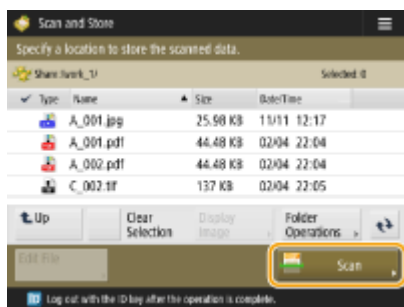 Scan and Store
Specify a location to store the scanned data.
Share:\work_1\/ Selected: 0
Type Name Size Date/Time
A_001.jpg 25.98 KB 11/11 12:17
A_001.pdf 44.48 KB 02/04 22:04
A_002.pdf 44.48 KB 02/04 22:04
C_002.tif 137 KB 02/04 22:05
Up Clear Selection Display Image Folder Operations
Edit File Scan
ID Log out with the ID key after the operation is complete.